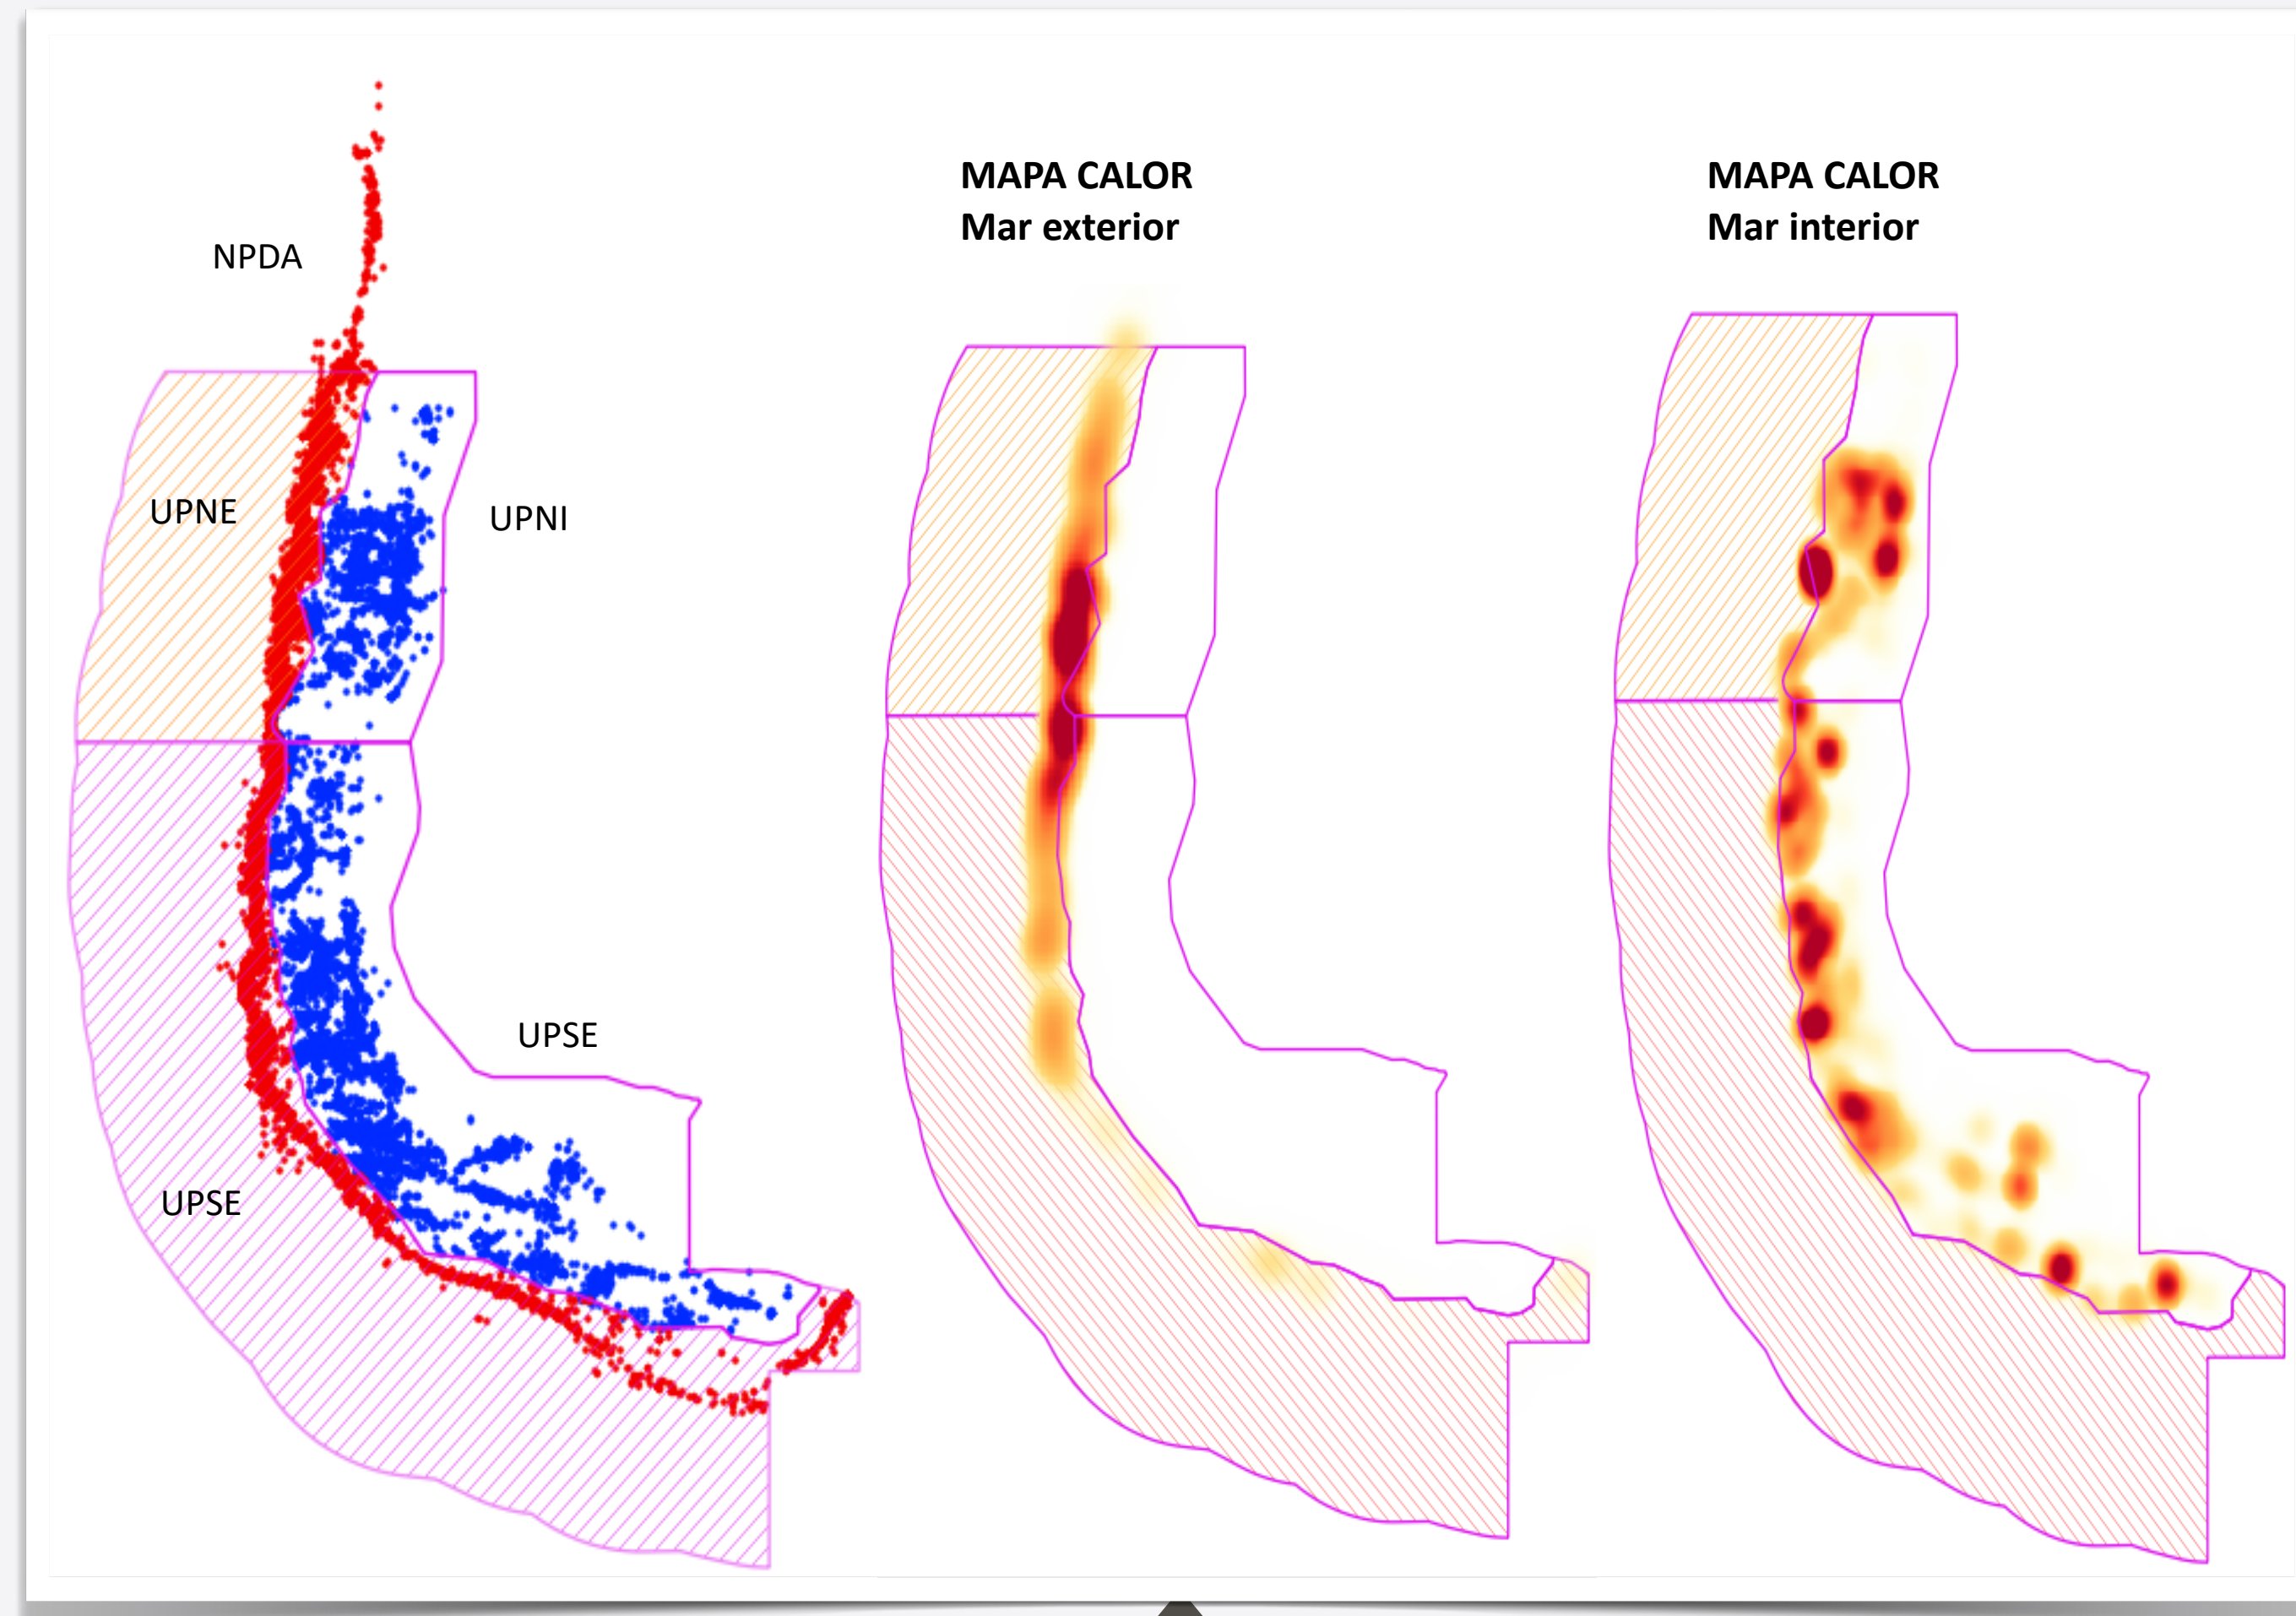 NPDA
UPNE
UPNI
UPSE
UPSE
MAPA CALOR
Mar exterior
MAPA CALOR
Mar interior